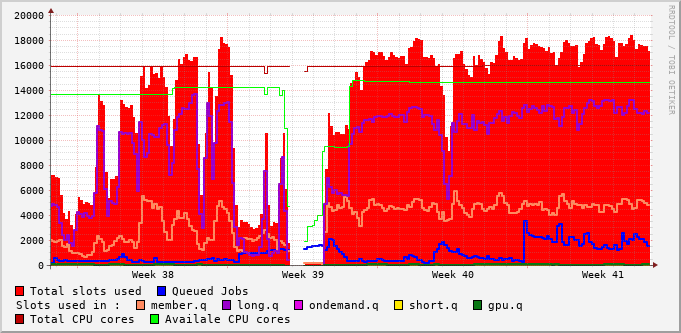 20000
18000
16000
14000
12000
10000
8000
6000
4000
2000
0
Week 38 Week 39 Week 40 Week 41
RRDTOOL / TOBI OETIKER
Total slots used Queued Jobs
Slots used in : member.q long.q ondemand.q short.q gpu.q
Total CPU cores Availale CPU cores